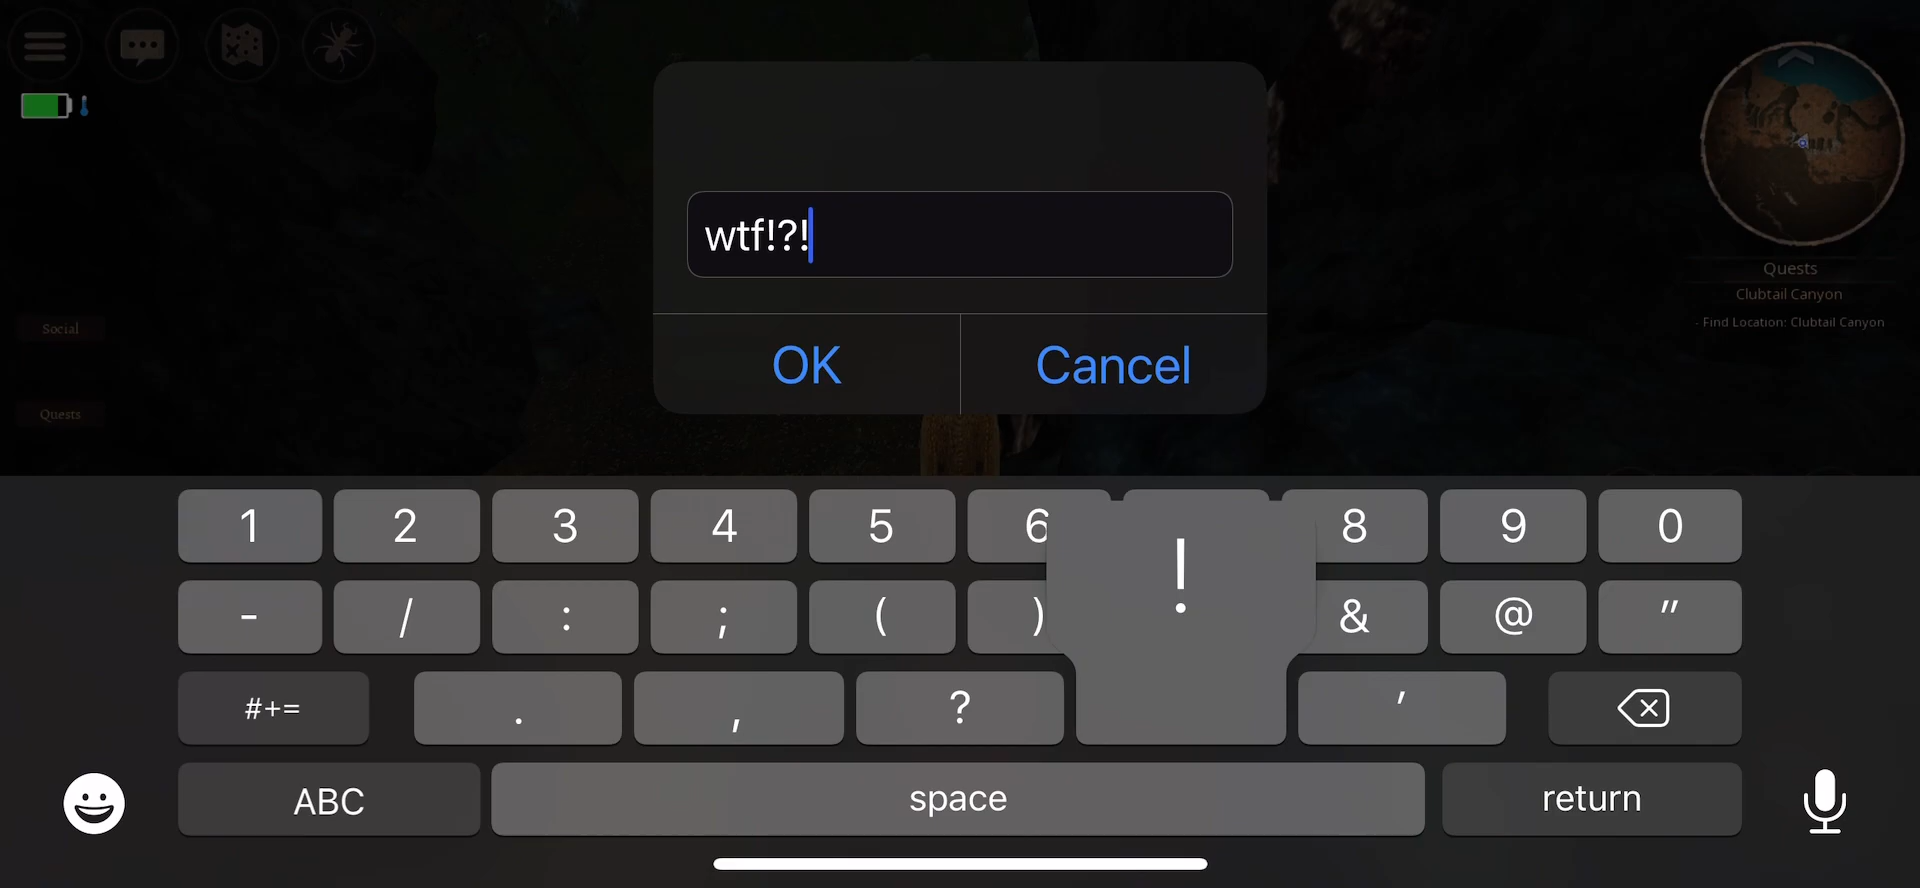 wtf!?!
OK
Cancel
Quests
Clubtail Canyon
- Find Location: Clubtail Canyon
Social
Quests
1 2 3 4 5 6 8 9 0
- / : ; ( ) & @ "
#+= . , ? ! '
ABC space return